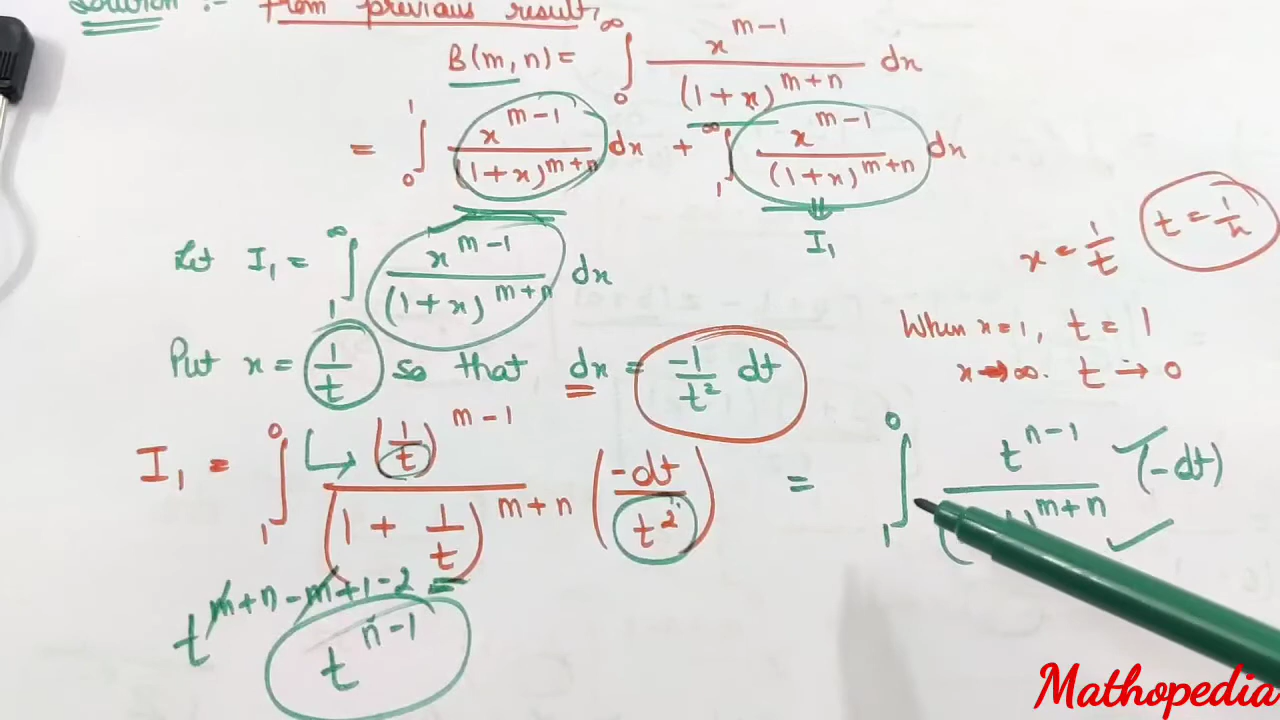 Solution :- From previous result,
B(m, n) = ∫₀^∞ x^{m-1} / (1+x)^{m+n} dx
= ∫₀¹ x^{m-1} / (1+x)^{m+n} dx + ∫₁^∞ x^{m-1} / (1+x)^{m+n} dx
I₁
Let I₁ = ∫₁^∞ x^{m-1} / (1+x)^{m+n} dx
x = 1/t t = 1/x
When x = 1, t = 1
x → ∞. t → 0
Put x = 1/t so that dx = -1/t² dt
I₁ = ∫₁⁰ (1/t)^{m-1} / (1 + 1/t)^{m+n} (-dt/t²) = ∫₁⁰ t^{n-1} / ( )^{m+n} (-dt)
t^{m+n-m+1-2} =
t^{n-1}
Mathopedia